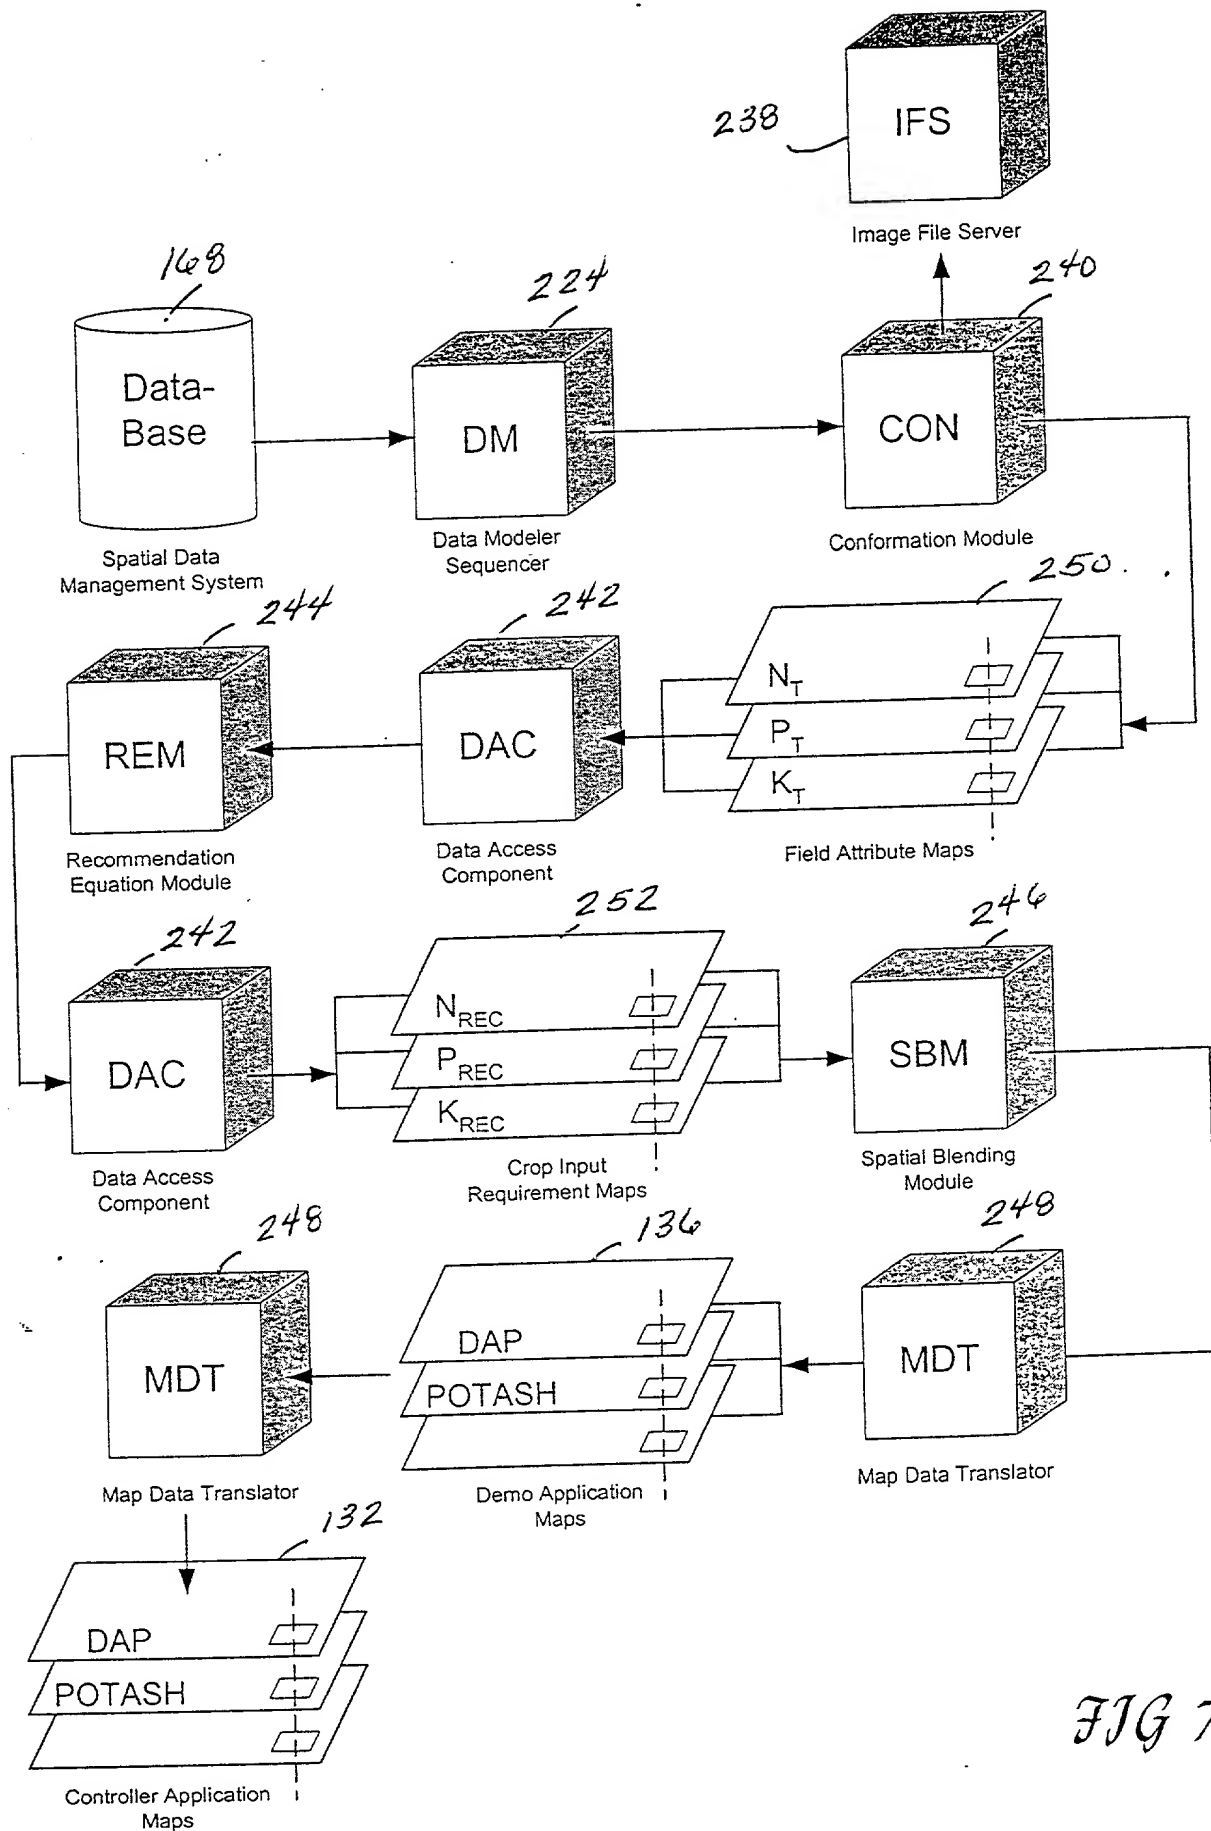 238
IFS
Image File Server
168
224
240
Data-
Base
DM
CON
Spatial Data
Management System
Data Modeler
Sequencer
Conformation Module
244
242
250
REM
DAC
N_T
P_T
K_T
Recommendation
Equation Module
Data Access
Component
Field Attribute Maps
242
252
246
DAC
N_REC
P_REC
K_REC
SBM
Data Access
Component
Crop Input
Requirement Maps
Spatial Blending
Module
248
136
248
MDT
DAP
POTASH
MDT
Map Data Translator
Demo Application
Maps
Map Data Translator
132
DAP
POTASH
Controller Application
Maps
FIG 7